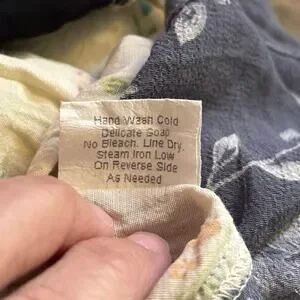 Hand Wash Cold
Delicate Soap
No Bleach. Line Dry.
Steam Iron Low
On Reverse Side
As Needed